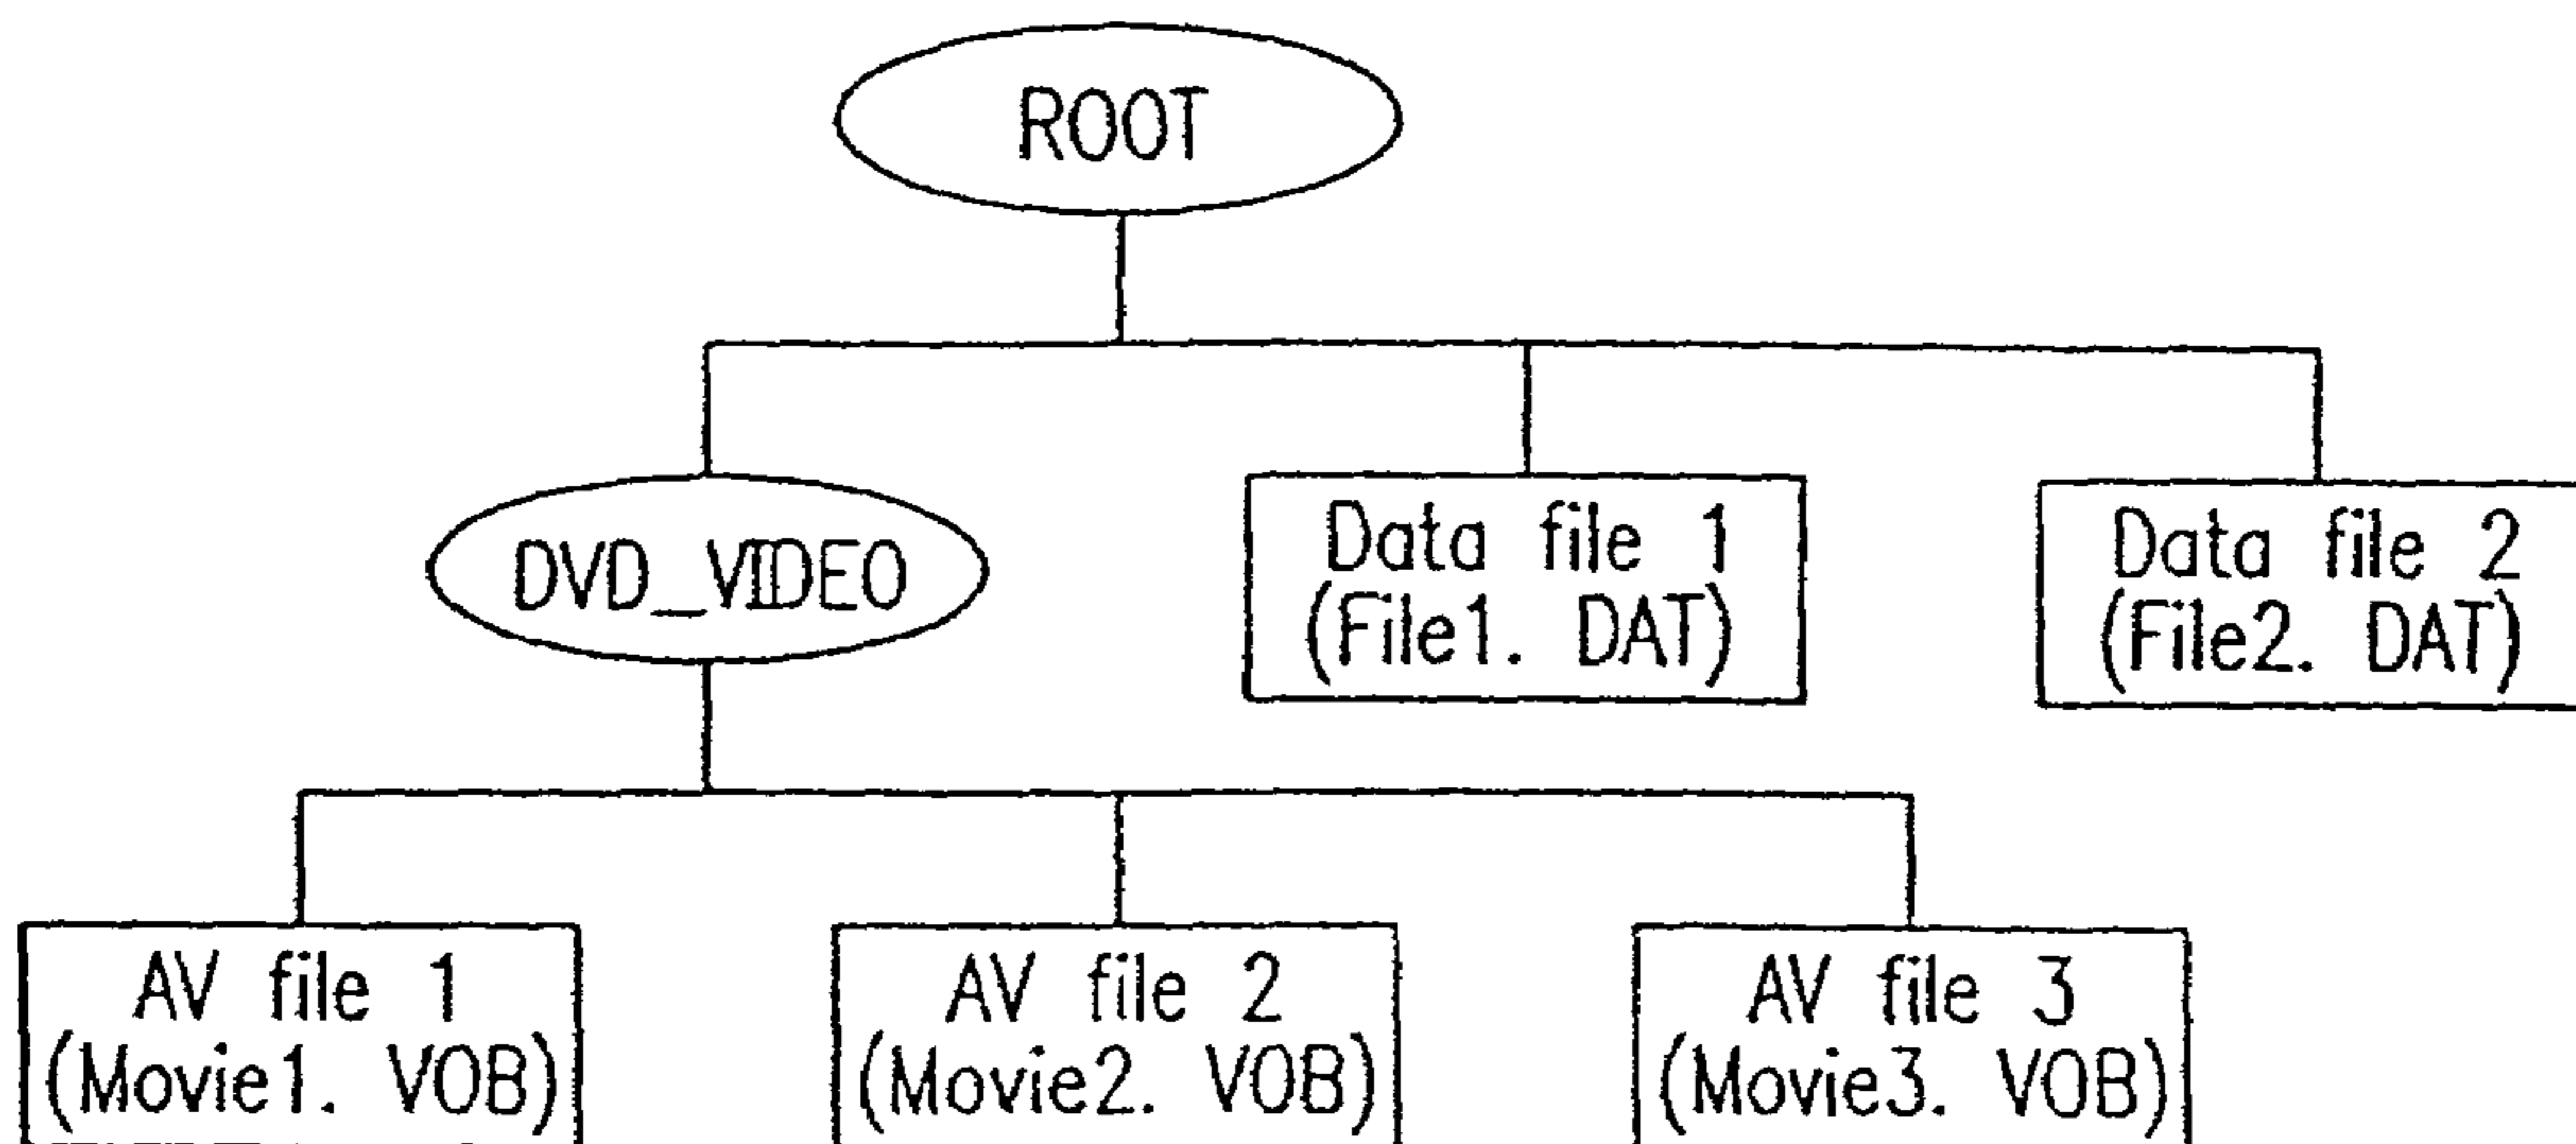 ROOT
DVD_VIDEO
Data file 1
(File1. DAT)
Data file 2
(File2. DAT)
AV file 1
(Movie1. VOB)
AV file 2
(Movie2. VOB)
AV file 3
(Movie3. VOB)